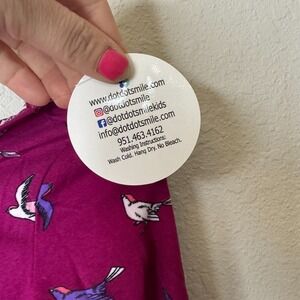 www.dotdotsmile.com
@dotdotsmile
@dotdotsmilekids
info@dotdotsmile.com
951.463.4162
Washing Instructions:
Wash Cold. Hang Dry. No Bleach.